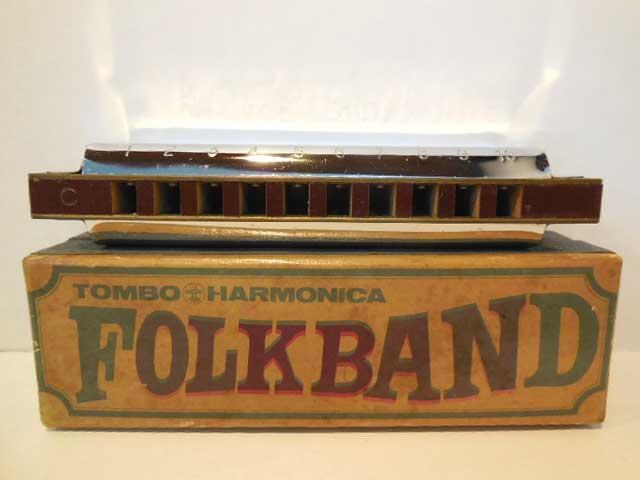 1 2 3 4 5 6 7 8 9 10
C
TOMBO HARMONICA
FOLKBAND